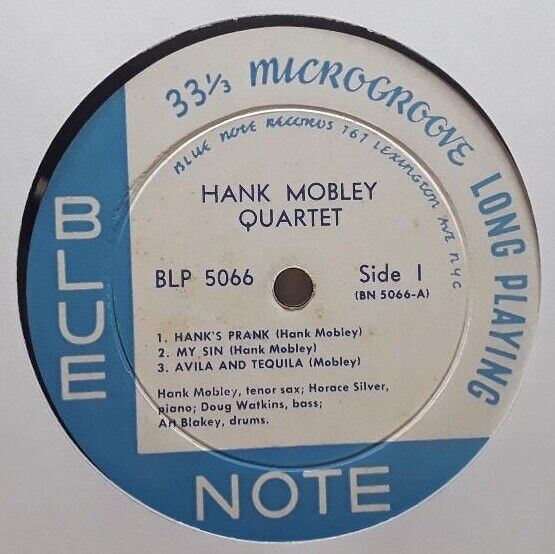 33⅓ MICROGROOVE LONG PLAYING
BLUE NOTE RECORDS 767 LEXINGTON AVE NYC
HANK MOBLEY
QUARTET
BLP 5066
Side 1
(BN 5066-A)
1. HANK'S PRANK (Hank Mobley)
2. MY SIN (Hank Mobley)
3. AVILA AND TEQUILA (Mobley)
Hank Mobley, tenor sax; Horace Silver,
piano; Doug Watkins, bass;
Art Blakey, drums.
BLUE
NOTE